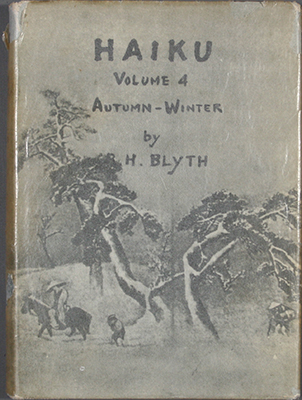 HAIKU
VOLUME 4
AUTUMN-WINTER
by
R. H. BLYTH